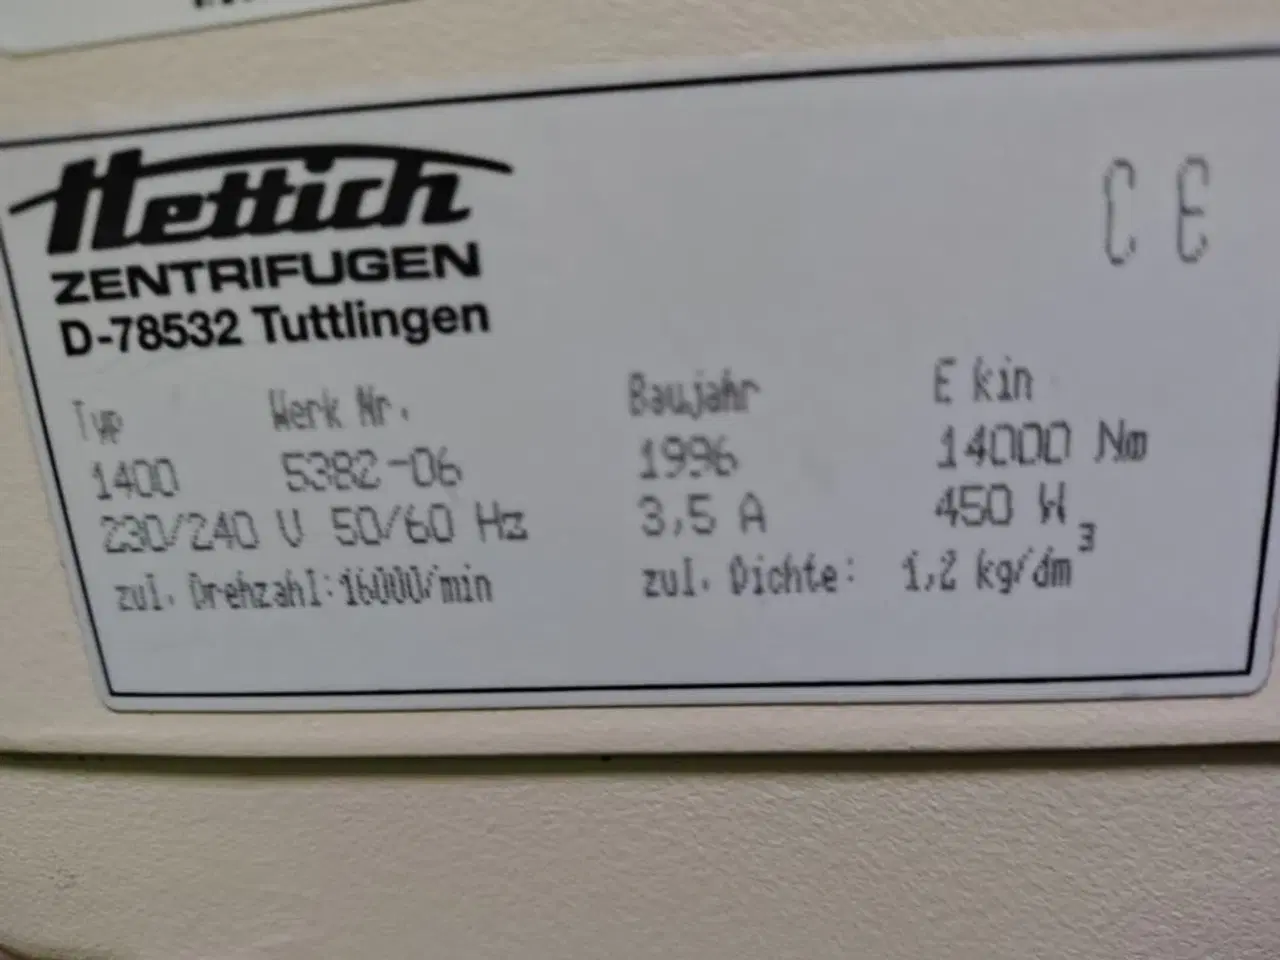 Hettich
ZENTRIFUGEN
D-78532 Tuttlingen
C E
Typ Werk Nr. Baujahr E kin
1400 5382-06 1996 14000 Nm
230/240 V 50/60 Hz 3,5 A 450 W
zul. Drehzahl:16000/min zul. Dichte: 1,2 kg/dm³